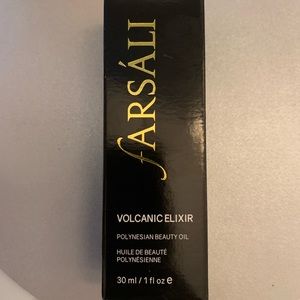 fARSÁLI
VOLCANIC ELIXIR
POLYNESIAN BEAUTY OIL
HUILE DE BEAUTÉ
POLYNÉSIENNE
30 ml / 1 fl oz e